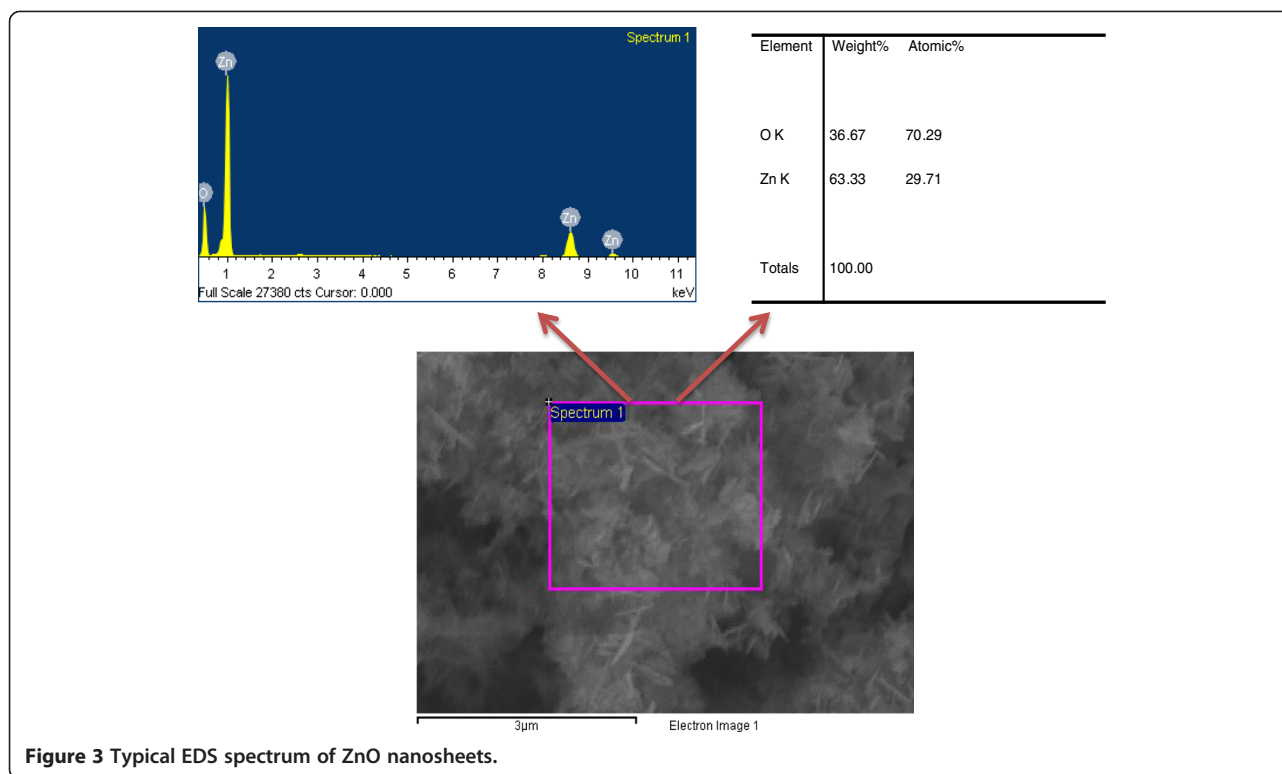 Spectrum 1
Zn
O
Zn
Zn
1 2 3 4 5 6 7 8 9 10 11
Full Scale 27380 cts Cursor: 0.000 keV
Element Weight% Atomic%
O K 36.67 70.29
Zn K 63.33 29.71
Totals 100.00
Spectrum 1
3µm Electron Image 1
Figure 3 Typical EDS spectrum of ZnO nanosheets.